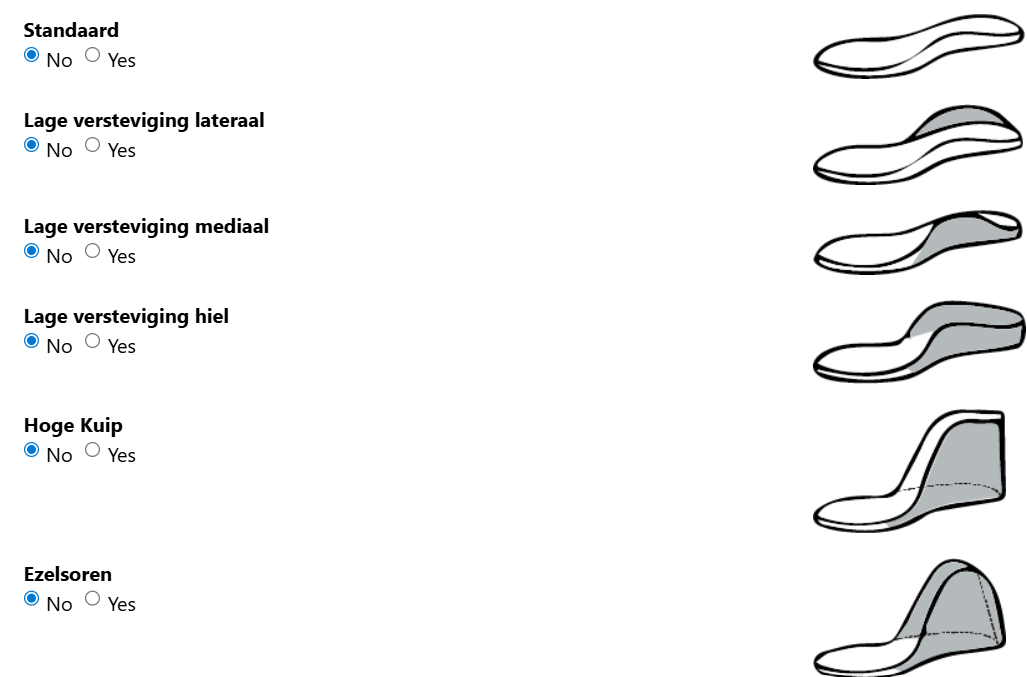 Standaard
No Yes
Lage versteviging lateraal
No Yes
Lage versteviging mediaal
No Yes
Lage versteviging hiel
No Yes
Hoge Kuip
No Yes
Ezelsoren
No Yes